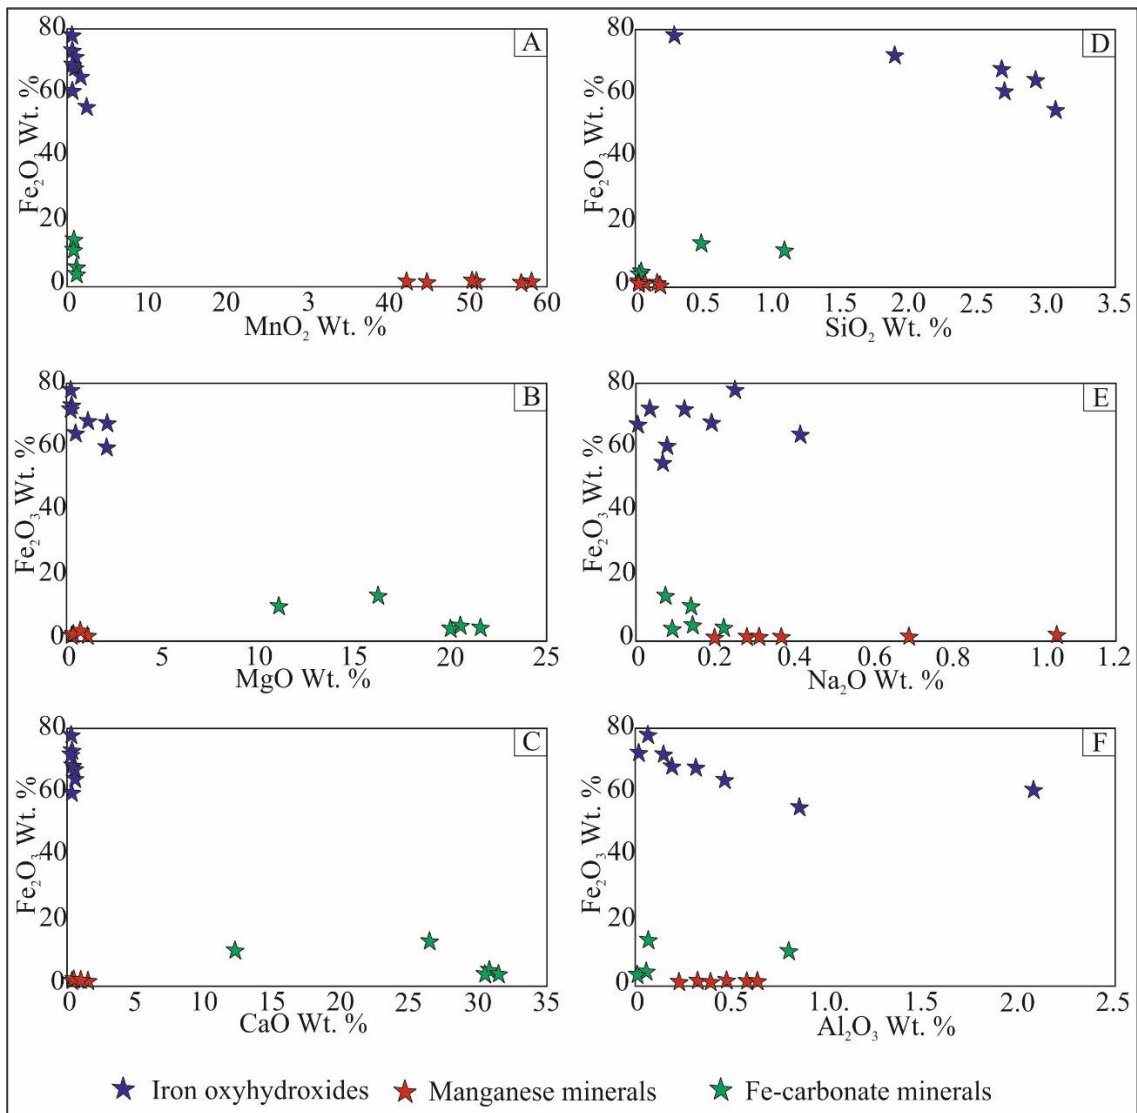 80
60
40
20
0
Fe₂O₃ Wt. %
A
0 10 20 3 0 40 50 60
MnO₂ Wt. %
80
60
40
20
0
Fe₂O₃ Wt. %
D
0 0.5 1.0 1.5 2.0 2.5 3.0 3.5
SiO₂ Wt. %
80
60
40
20
0
Fe₂O₃ Wt. %
B
0 5 10 15 20 25
MgO Wt. %
80
60
40
20
0
Fe₂O₃ Wt. %
E
0 0.2 0.4 0.6 0.8 1.0 1.2
Na₂O Wt. %
80
60
40
20
0
Fe₂O₃ Wt. %
C
0 5 10 15 20 25 30 35
CaO Wt. %
80
60
40
20
0
Fe₂O₃ Wt. %
F
0 0.5 1.0. 1.5 2.0 2.5
Al₂O₃ Wt. %
Iron oxyhydroxides Manganese minerals Fe-carbonate minerals